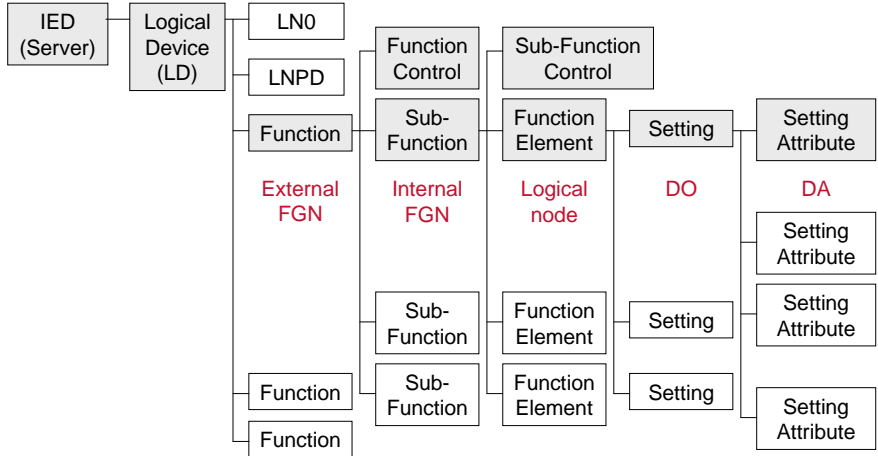 IED
(Server)
Logical
Device
(LD)
LN0
LNPD
Function
Control
Sub-Function
Control
Function
Sub-
Function
Function
Element
Setting
Setting
Attribute
External
FGN
Internal
FGN
Logical
node
DO
DA
Setting
Attribute
Sub-
Function
Function
Element
Setting
Setting
Attribute
Function
Sub-
Function
Function
Element
Setting
Setting
Attribute
Function